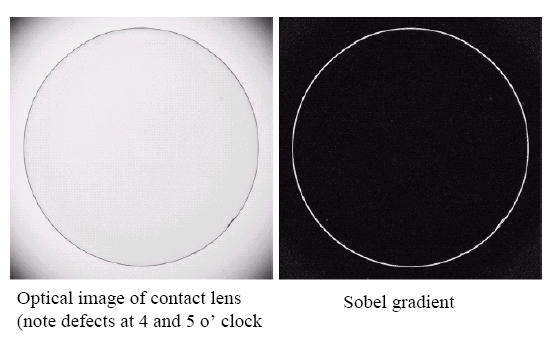 Optical image of contact lens
(note defects at 4 and 5 o’ clock
Sobel gradient